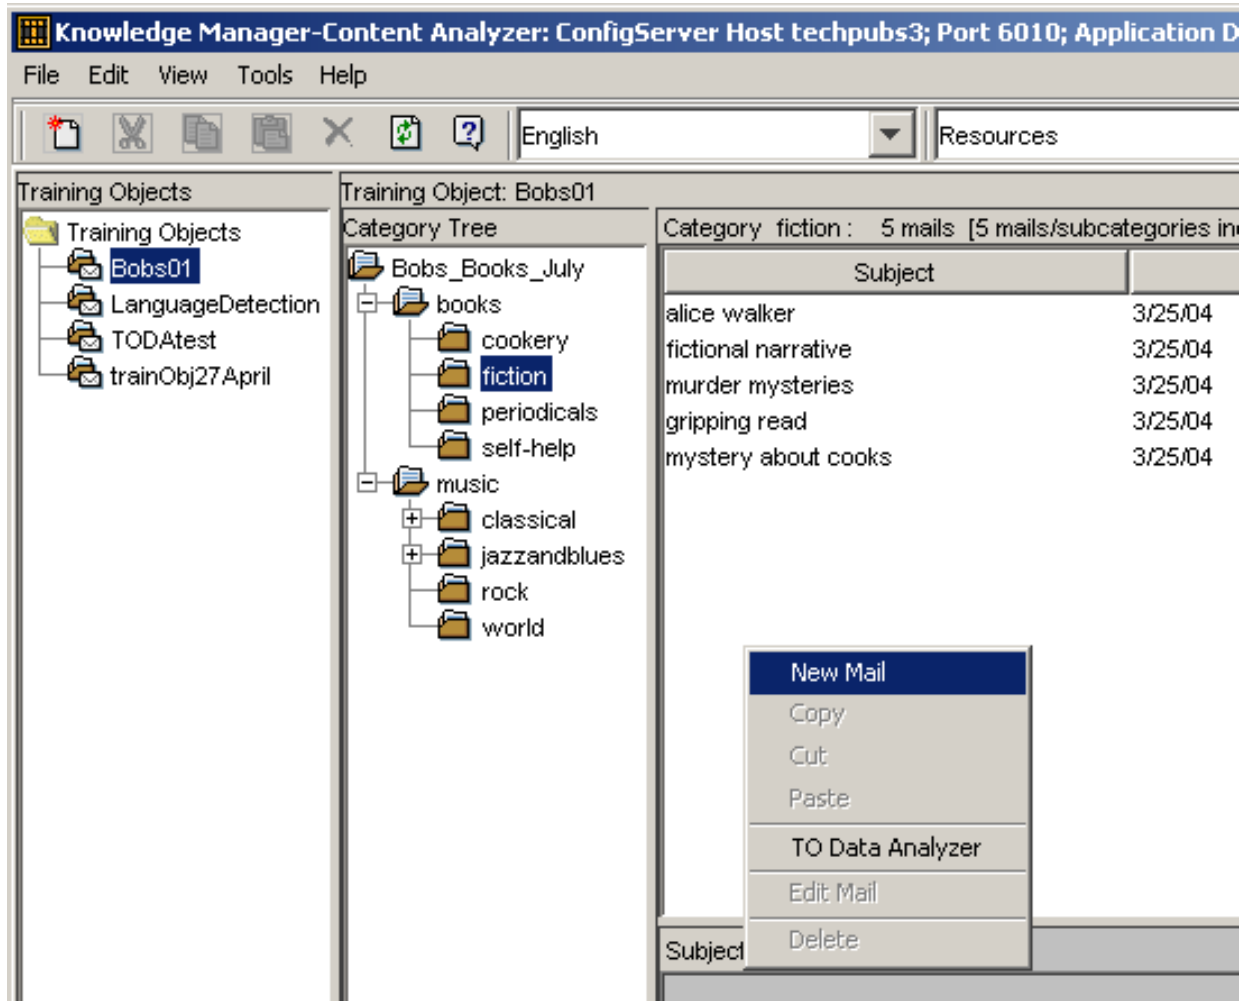 Knowledge Manager-Content Analyzer: ConfigServer Host techpubs3; Port 6010; Application D
File Edit View Tools Help
English
Resources
Training Objects
Training Objects
Bobs01
LanguageDetection
TODAtest
trainObj27April
Training Object: Bobs01
Category Tree
Bobs_Books_July
books
cookery
fiction
periodicals
self-help
music
classical
jazzandblues
rock
world
Category fiction : 5 mails [5 mails/subcategories in
Subject
alice walker 3/25/04
fictional narrative 3/25/04
murder mysteries 3/25/04
gripping read 3/25/04
mystery about cooks 3/25/04
New Mail
Copy
Cut
Paste
TO Data Analyzer
Edit Mail
Delete
Subject